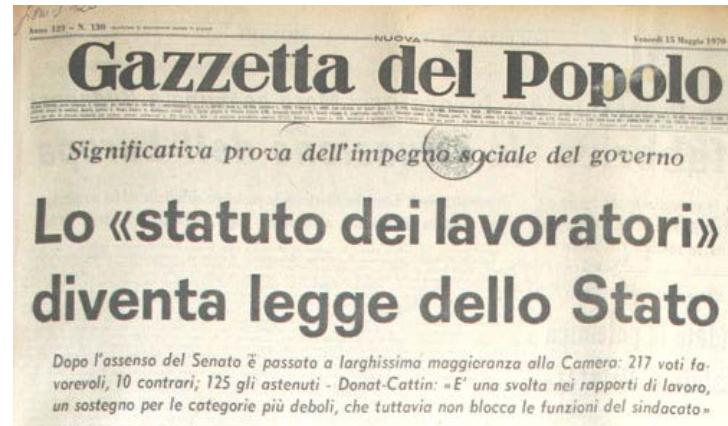 Anno 123 - N. 130
NUOVA
Venerdì 15 Maggio 1970
Gazzetta del Popolo
Significativa prova dell'impegno sociale del governo
Lo «statuto dei lavoratori»
diventa legge dello Stato
Dopo l'assenso del Senato è passato a larghissima maggioranza alla Camera: 217 voti fa-
vorevoli, 10 contrari; 125 gli astenuti - Donat-Cattin: «E' una svolta nei rapporti di lavoro,
un sostegno per le categorie più deboli, che tuttavia non blocca le funzioni del sindacato»